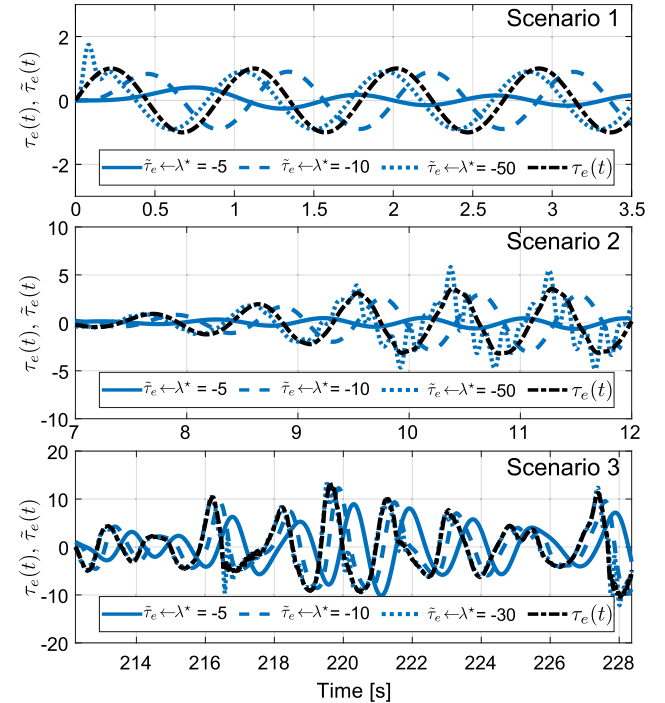 Scenario 1
τₑ(t), τ̃ₑ(t)
2
0
-2
τ̃ₑ←λ* = -5 τ̃ₑ←λ* = -10 τ̃ₑ←λ* = -50 τₑ(t)
0 0.5 1 1.5 2 2.5 3 3.5
Scenario 2
τₑ(t), τ̃ₑ(t)
10
5
0
-5
-10
τ̃ₑ←λ* = -5 τ̃ₑ←λ* = -10 τ̃ₑ←λ* = -50 τₑ(t)
7 8 9 10 11 12
Scenario 3
τₑ(t), τ̃ₑ(t)
20
10
0
-10
-20
τ̃ₑ←λ* = -5 τ̃ₑ←λ* = -10 τ̃ₑ←λ* = -30 τₑ(t)
214 216 218 220 222 224 226 228
Time [s]